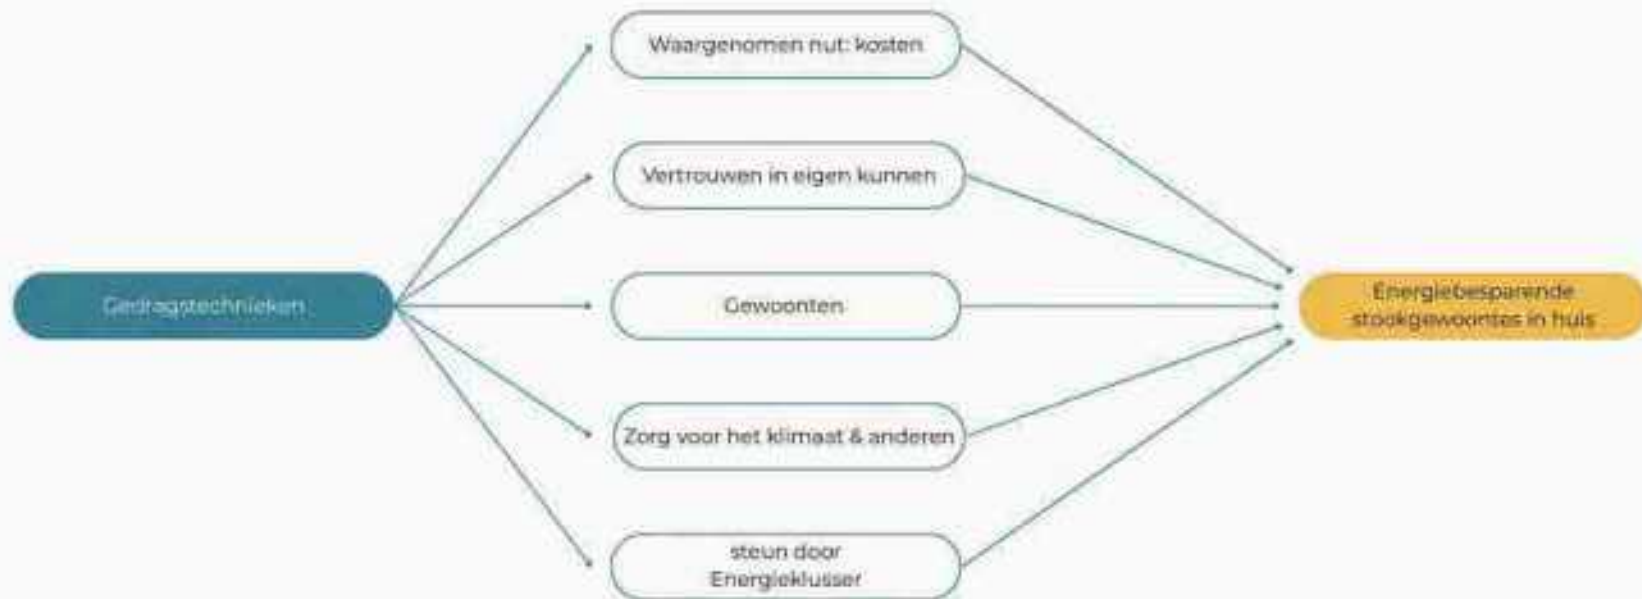 Waargenomen nut: kosten
Vertrouwen in eigen kunnen
Gedragstechnieken
Gewoonten
Energiebesparende
stookgewoontes in huis
Zorg voor het klimaat & anderen
steun door
Energieklusser